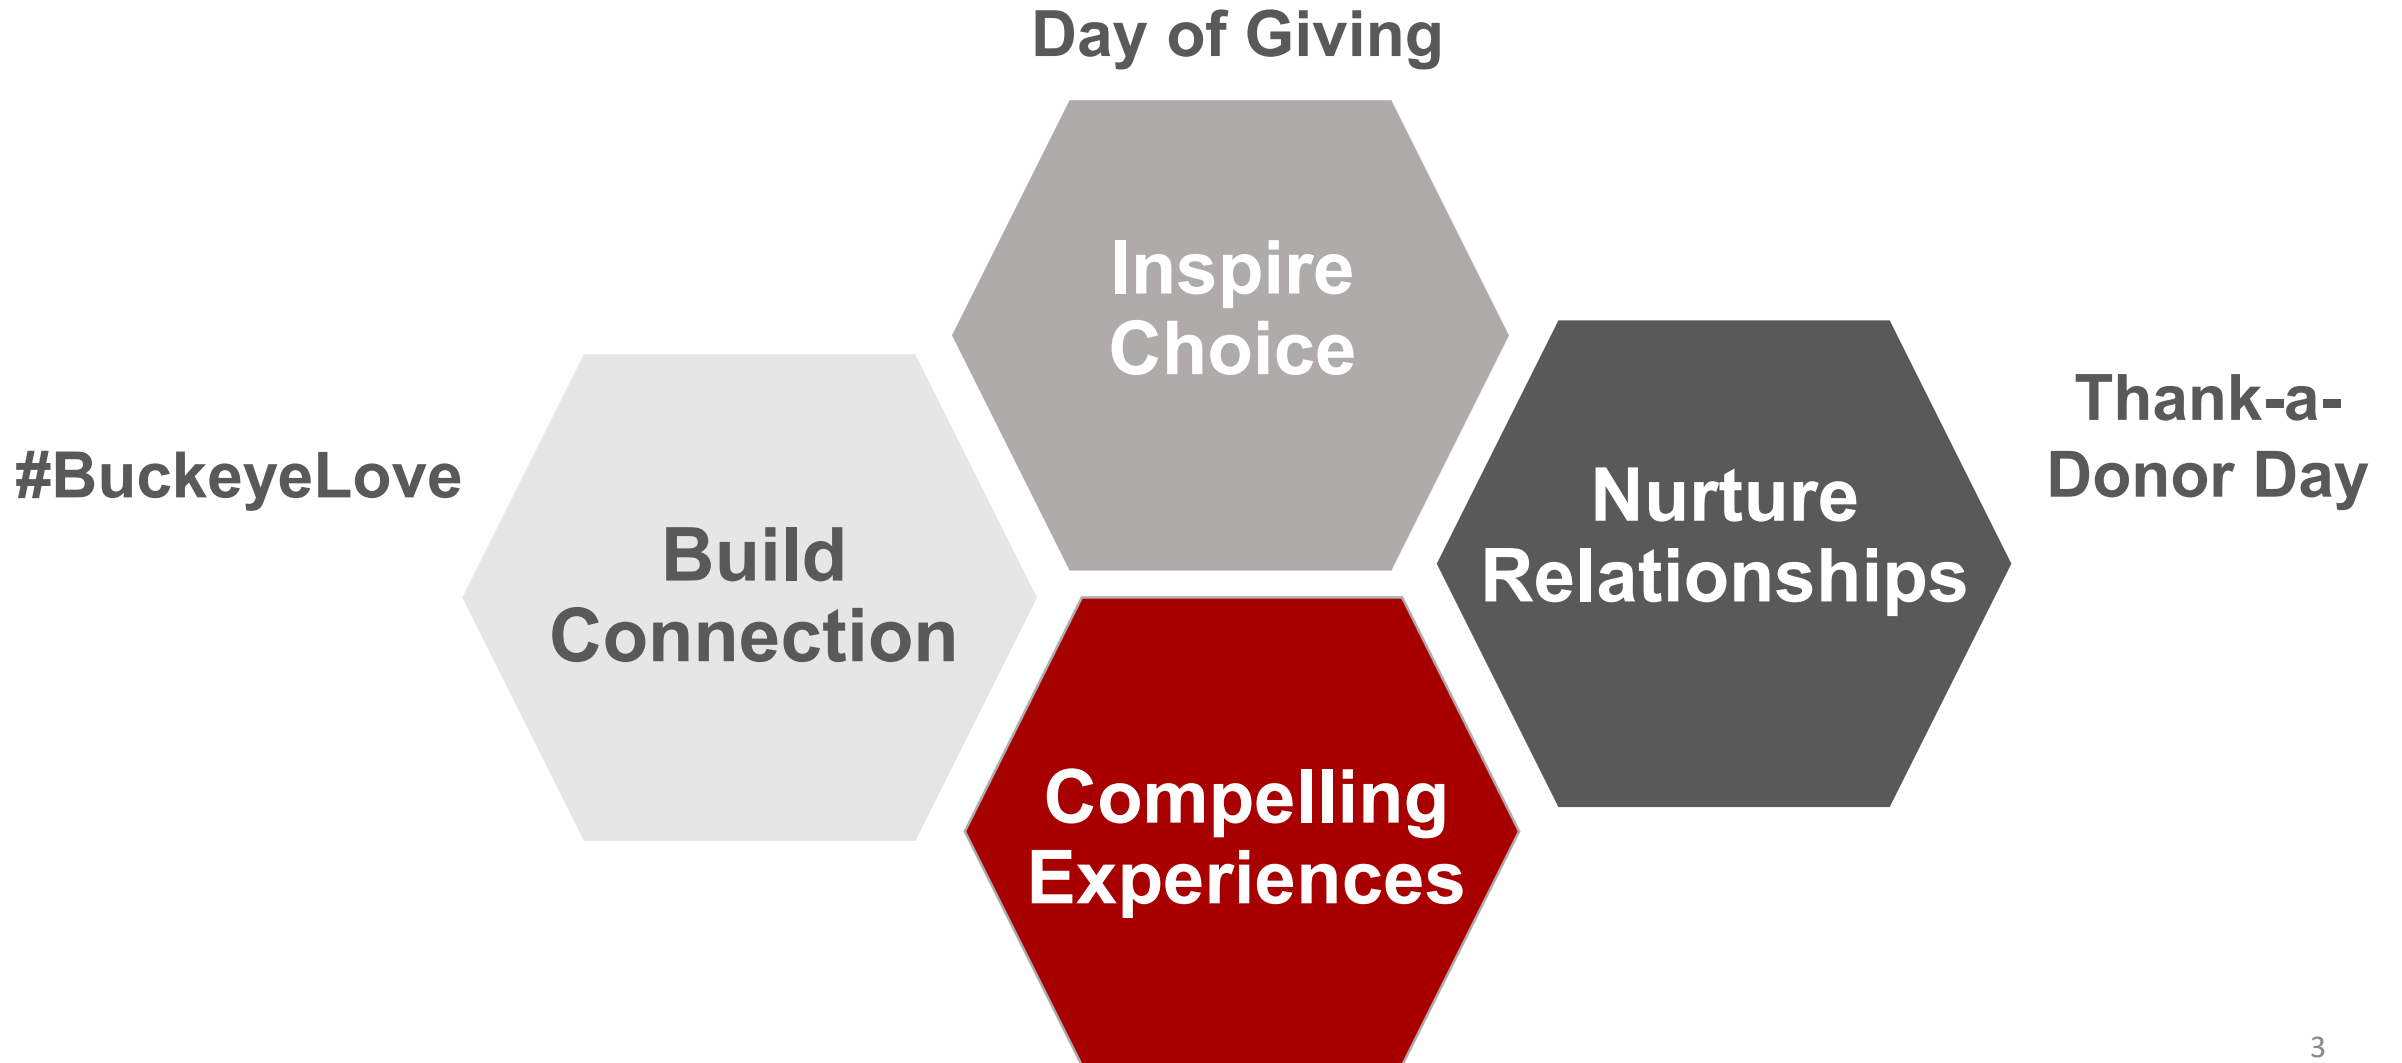 Day of Giving
Inspire
Choice
#BuckeyeLove
Build
Connection
Nurture
Relationships
Thank-a-
Donor Day
Compelling
Experiences
3